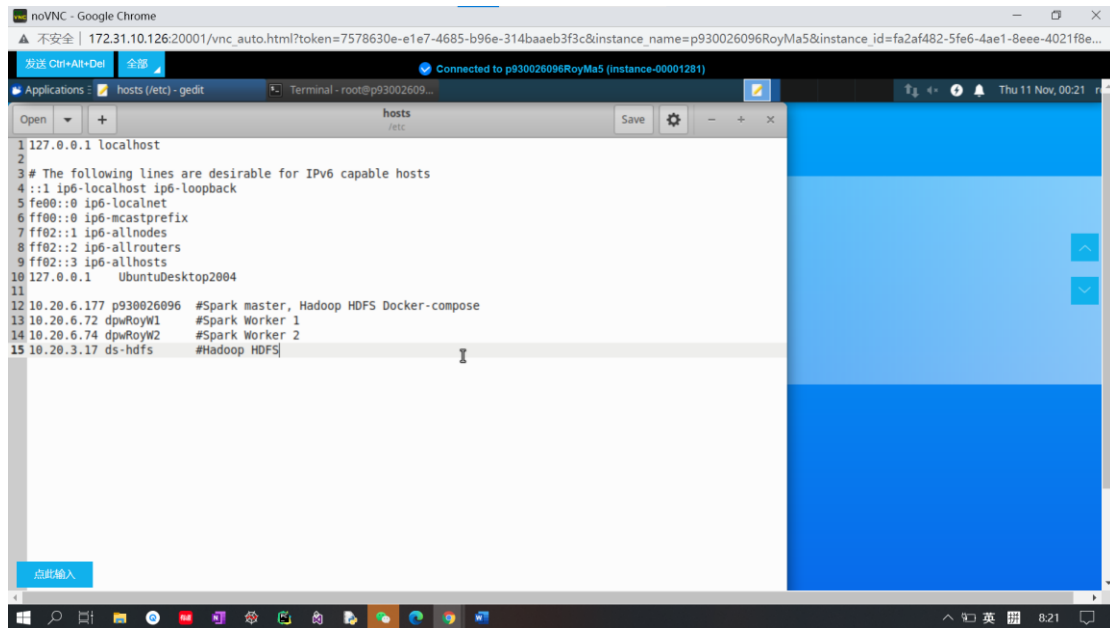 noVNC - Google Chrome
不安全 | 172.31.10.126:20001/vnc_auto.html?token=7578630e-e1e7-4685-b96e-314baaeb3f3c&instance_name=p930026096RoyMa5&instance_id=fa2af482-5fe6-4ae1-8eee-4021f8e...
发送 Ctrl+Alt+Del 全部 Connected to p930026096RoyMa5 (instance-00001281)
Applications hosts (/etc) - gedit Terminal - root@p93002609... Thu 11 Nov, 00:21
Open hosts Save
/etc
1 127.0.0.1 localhost
2
3 # The following lines are desirable for IPv6 capable hosts
4 ::1 ip6-localhost ip6-loopback
5 fe00::0 ip6-localnet
6 ff00::0 ip6-mcastprefix
7 ff02::1 ip6-allnodes
8 ff02::2 ip6-allrouters
9 ff02::3 ip6-allhosts
10 127.0.0.1 UbuntuDesktop2004
11
12 10.20.6.177 p930026096 #Spark master, Hadoop HDFS Docker-compose
13 10.20.6.72 dpwRoyW1 #Spark Worker 1
14 10.20.6.74 dpwRoyW2 #Spark Worker 2
15 10.20.3.17 ds-hdfs #Hadoop HDFS
点此输入
英 8:21